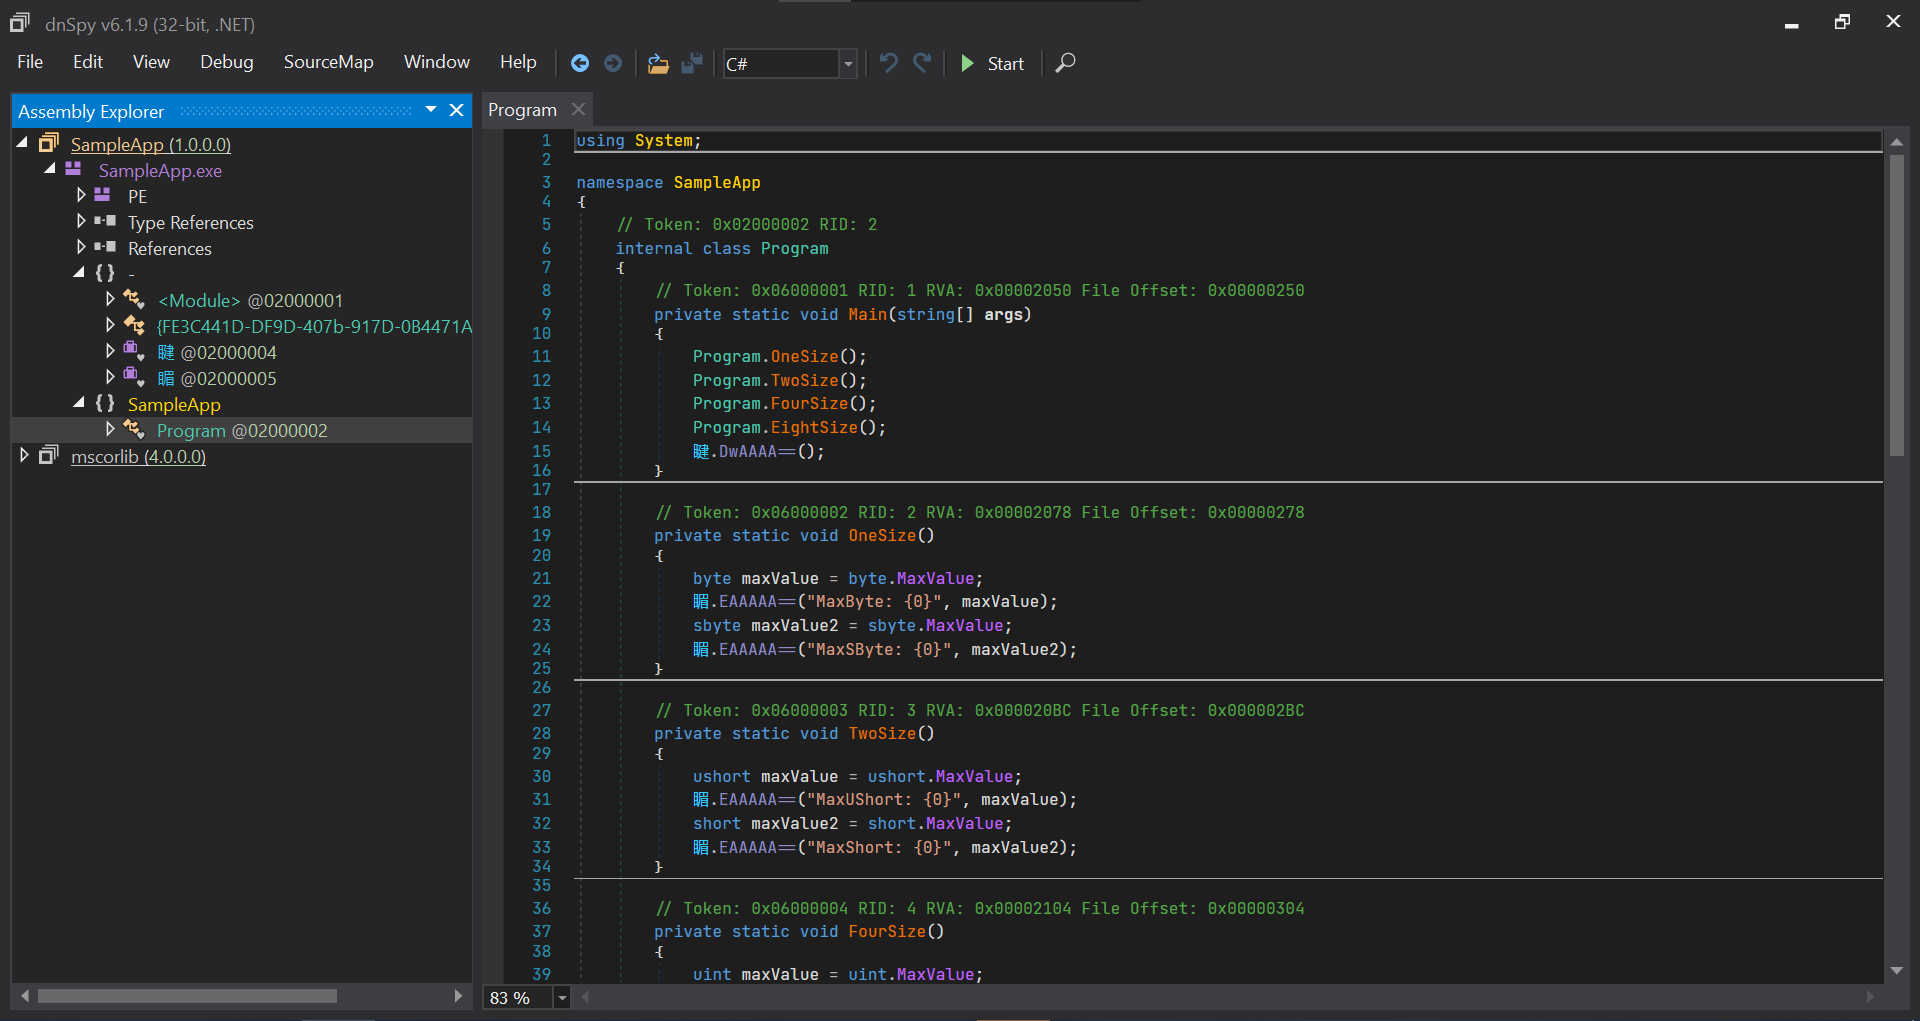 dnSpy v6.1.9 (32-bit, .NET)
File Edit View Debug SourceMap Window Help C# Start
Assembly Explorer
SampleApp (1.0.0.0)
SampleApp.exe
PE
Type References
References
{ } -
<Module> @02000001
{FE3C441D-DF9D-407b-917D-0B4471A
@02000004
@02000005
{ } SampleApp
Program @02000002
mscorlib (4.0.0.0)
Program
1 using System;
2
3 namespace SampleApp
4 {
5 // Token: 0x02000002 RID: 2
6 internal class Program
7 {
8 // Token: 0x06000001 RID: 1 RVA: 0x00002050 File Offset: 0x00000250
9 private static void Main(string[] args)
10 {
11 Program.OneSize();
12 Program.TwoSize();
13 Program.FourSize();
14 Program.EightSize();
15 .DwAAAA==();
16 }
17
18 // Token: 0x06000002 RID: 2 RVA: 0x00002078 File Offset: 0x00000278
19 private static void OneSize()
20 {
21 byte maxValue = byte.MaxValue;
22 .EAAAAA==("MaxByte: {0}", maxValue);
23 sbyte maxValue2 = sbyte.MaxValue;
24 .EAAAAA==("MaxSByte: {0}", maxValue2);
25 }
26
27 // Token: 0x06000003 RID: 3 RVA: 0x000020BC File Offset: 0x000002BC
28 private static void TwoSize()
29 {
30 ushort maxValue = ushort.MaxValue;
31 .EAAAAA==("MaxUShort: {0}", maxValue);
32 short maxValue2 = short.MaxValue;
33 .EAAAAA==("MaxShort: {0}", maxValue2);
34 }
35
36 // Token: 0x06000004 RID: 4 RVA: 0x00002104 File Offset: 0x00000304
37 private static void FourSize()
38 {
39 uint maxValue = uint.MaxValue;
83 %